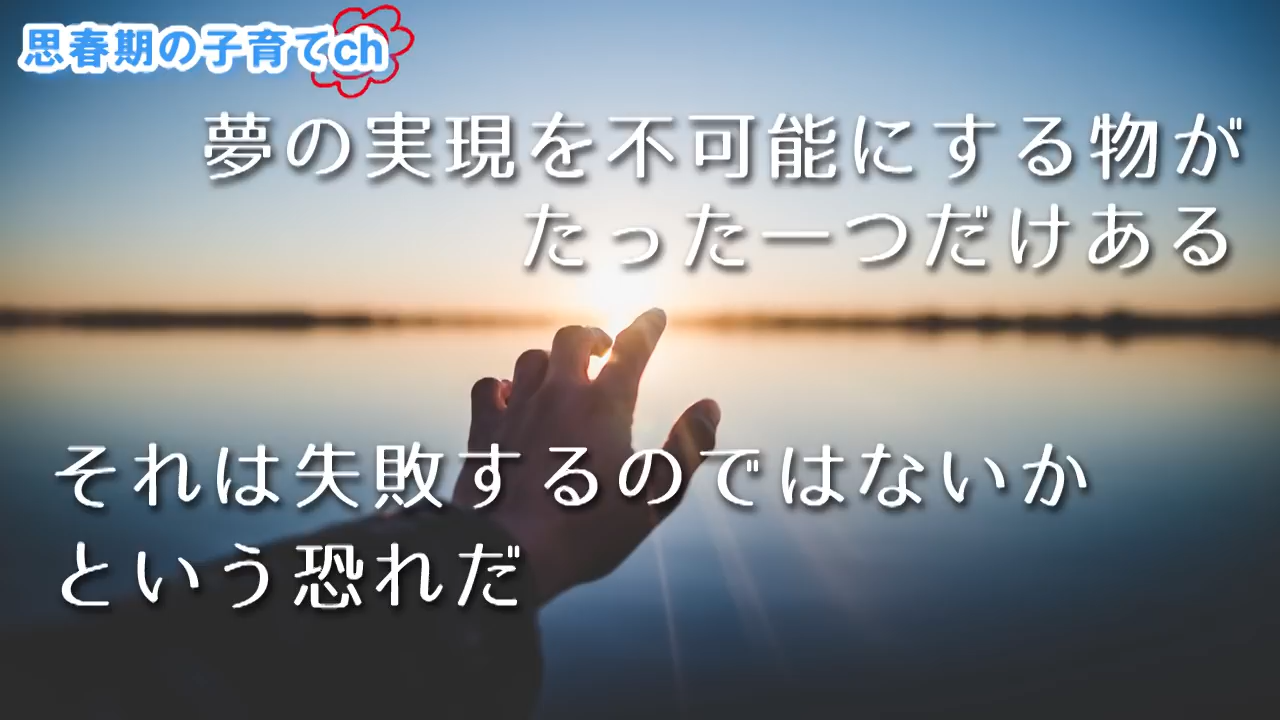 思春期の子育てch
夢の実現を不可能にする物が
たった一つだけある
それは失敗するのではないか
という恐れだ